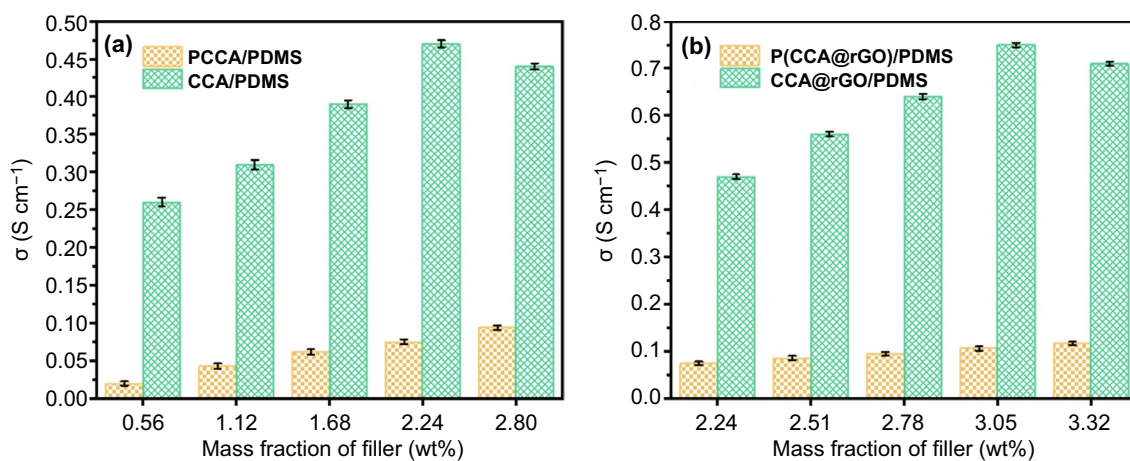 (a)
PCCA/PDMS
CCA/PDMS
σ (S cm⁻¹)
0.50
0.45
0.40
0.35
0.30
0.25
0.20
0.15
0.10
0.05
0.00
0.56 1.12 1.68 2.24 2.80
Mass fraction of filler (wt%)
(b)
P(CCA@rGO)/PDMS
CCA@rGO/PDMS
σ (S cm⁻¹)
0.8
0.7
0.6
0.5
0.4
0.3
0.2
0.1
0.0
2.24 2.51 2.78 3.05 3.32
Mass fraction of filler (wt%)